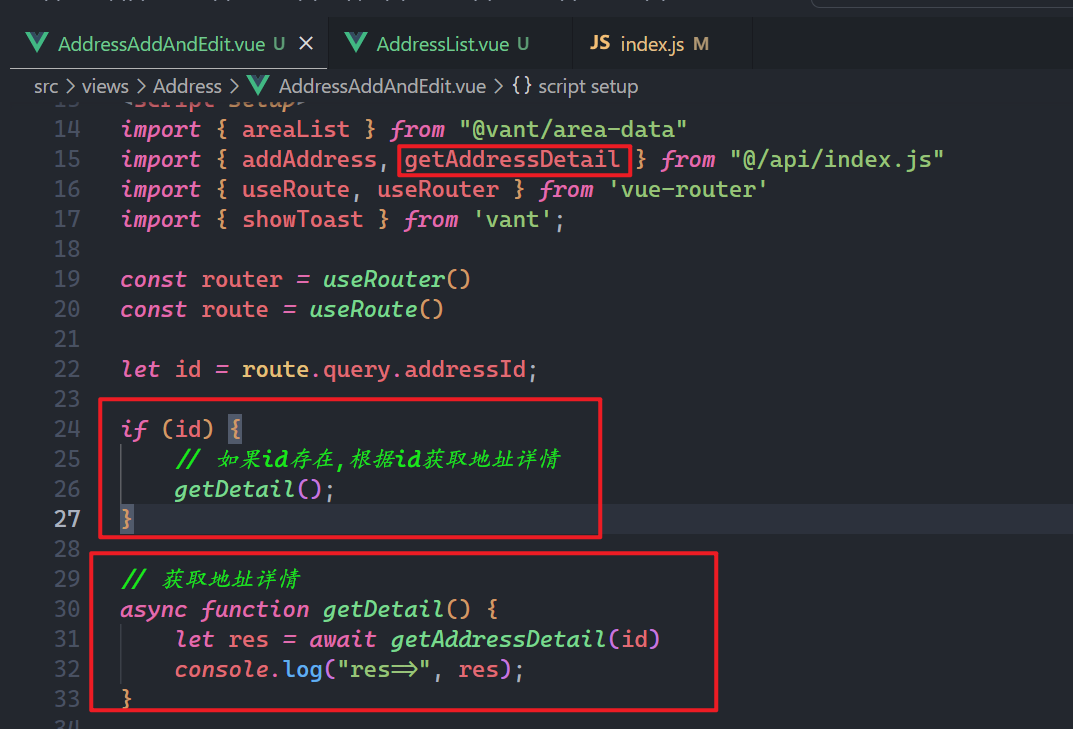 AddressAddAndEdit.vue U
AddressList.vue U
JS index.js M
src > views > Address > AddressAddAndEdit.vue > {} script setup
13 <script setup>
14 import { areaList } from "@vant/area-data"
15 import { addAddress, getAddressDetail } from "@/api/index.js"
16 import { useRoute, useRouter } from 'vue-router'
17 import { showToast } from 'vant';
18
19 const router = useRouter()
20 const route = useRoute()
21
22 let id = route.query.addressId;
23
24 if (id) {
25 // 如果id存在,根据id获取地址详情
26 getDetail();
27 }
28
29 // 获取地址详情
30 async function getDetail() {
31 let res = await getAddressDetail(id)
32 console.log("res=>", res);
33 }
34